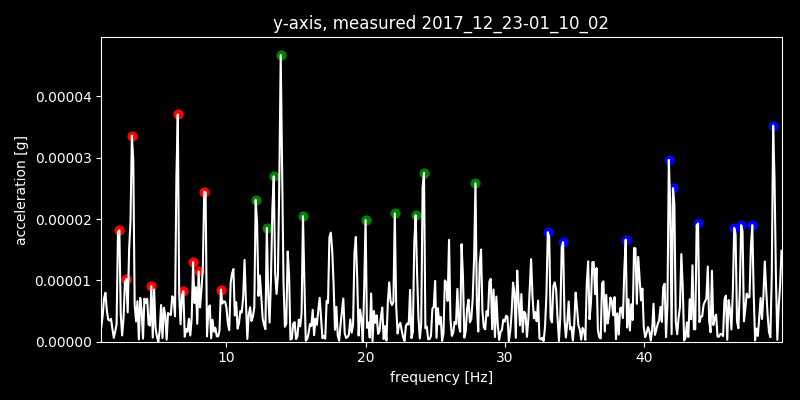 y-axis, measured 2017_12_23-01_10_02
acceleration [g]
0.00004
0.00003
0.00002
0.00001
0.00000
10 20 30 40
frequency [Hz]